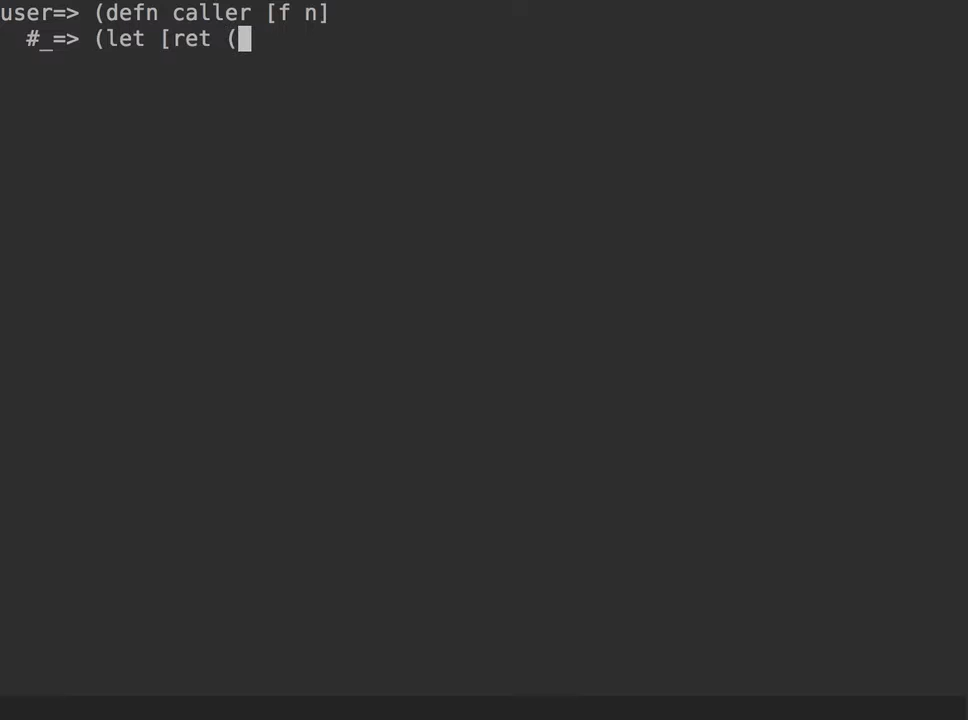 user=> (defn caller [f n]
#_=> (let [ret (